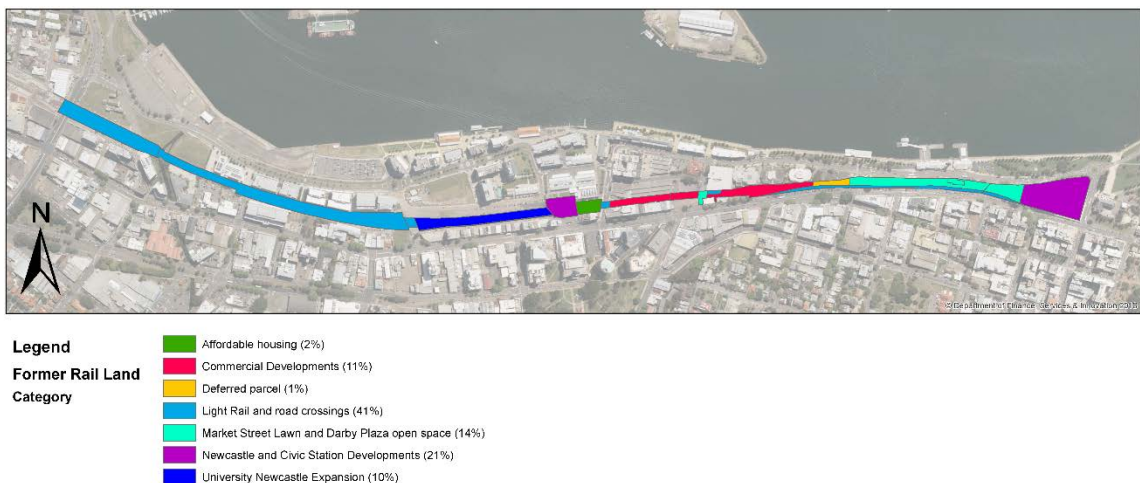 N
© Department of Finance, Services & Innovation
Legend
Former Rail Land
Category
Affordable housing (2%)
Commercial Developments (11%)
Deferred parcel (1%)
Light Rail and road crossings (41%)
Market Street Lawn and Darby Plaza open space (14%)
Newcastle and Civic Station Developments (21%)
University Newcastle Expansion (10%)